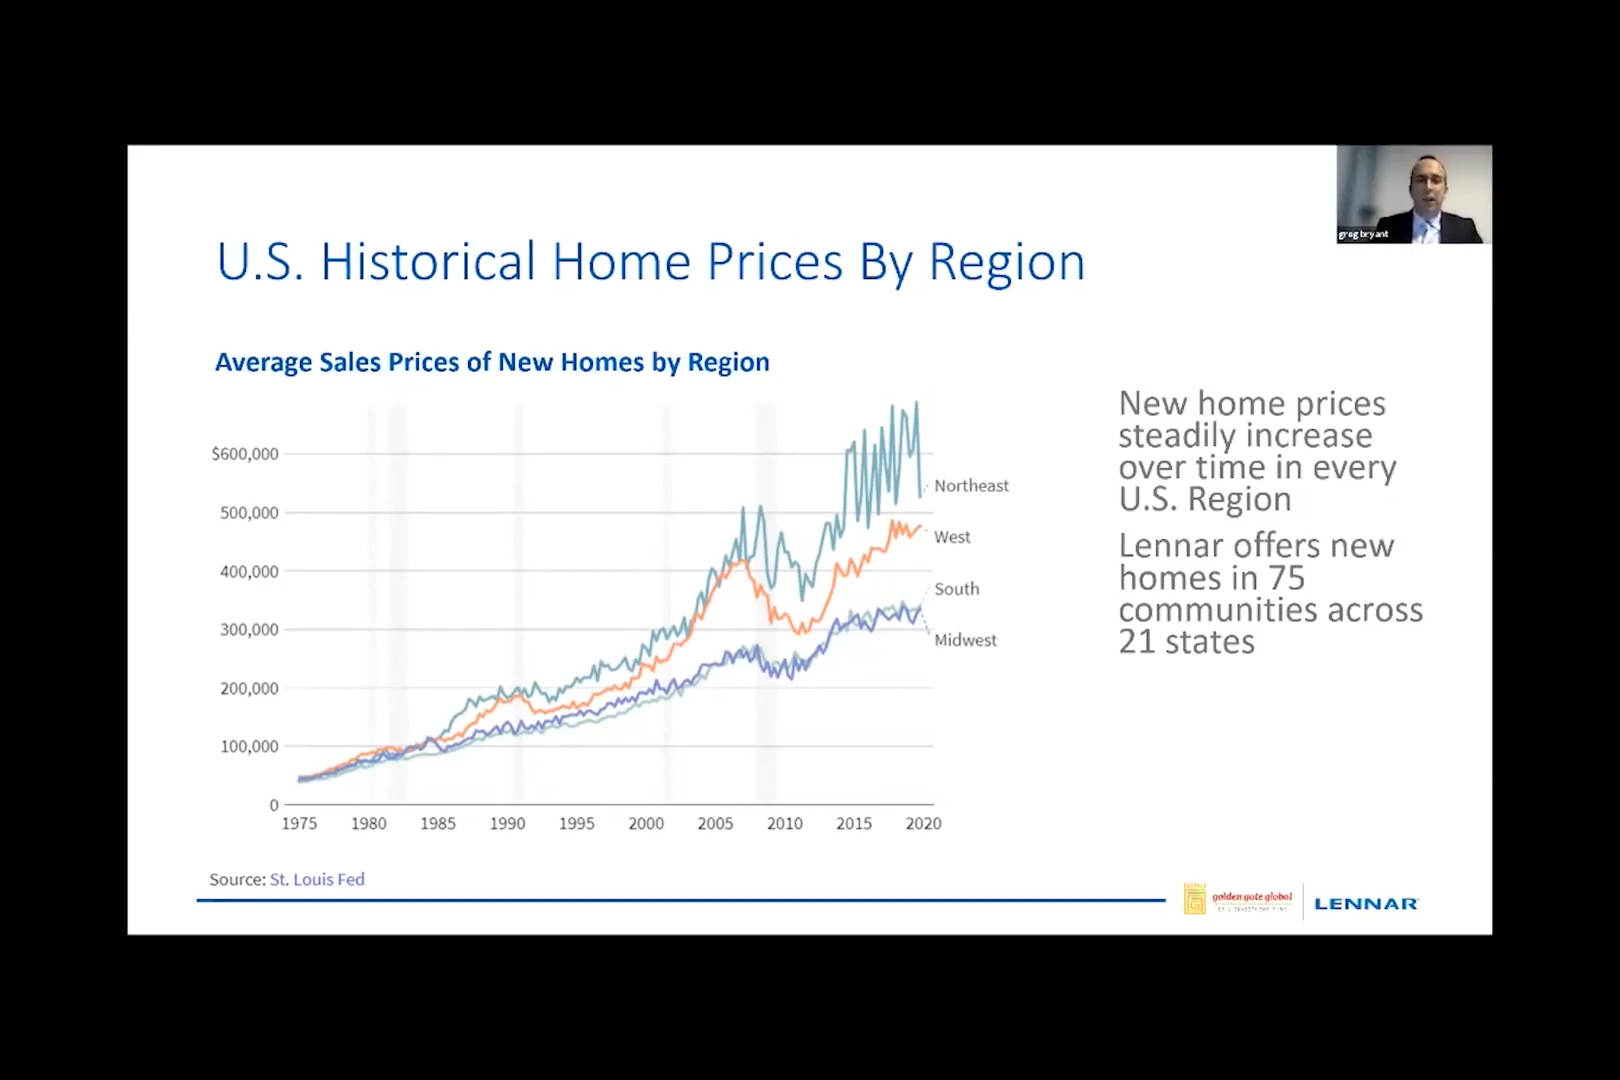 greg bryant
U.S. Historical Home Prices By Region
Average Sales Prices of New Homes by Region
$600,000
500,000
400,000
300,000
200,000
100,000
0
1975 1980 1985 1990 1995 2000 2005 2010 2015 2020
Northeast
West
South
Midwest
New home prices
steadily increase
over time in every
U.S. Region
Lennar offers new
homes in 75
communities across
21 states
Source: St. Louis Fed
golden gate global
LENNAR